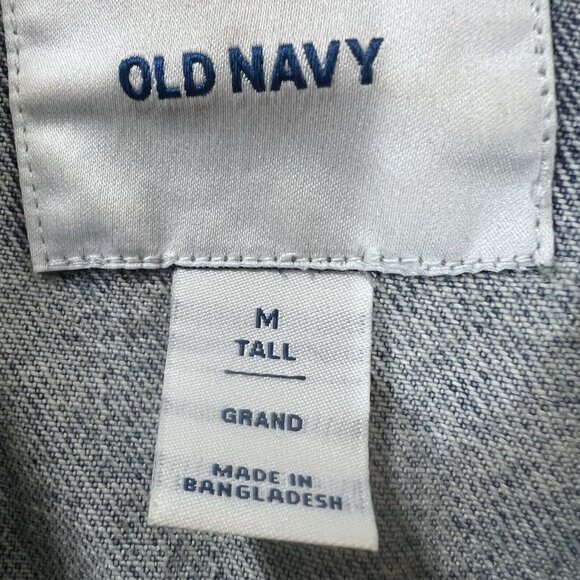 OLD NAVY
M
TALL
GRAND
MADE IN
BANGLADESH